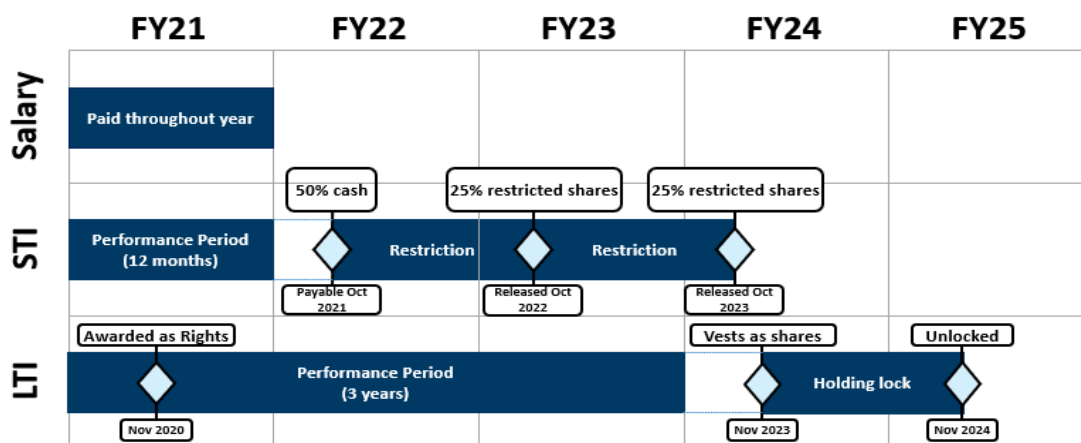 FY21 FY22 FY23 FY24 FY25
Salary
Paid throughout year
50% cash
25% restricted shares
25% restricted shares
STI
Performance Period
(12 months)
Restriction
Restriction
Payable Oct
2021
Released Oct
2022
Released Oct
2023
LTI
Awarded as Rights
Vests as shares
Unlocked
Performance Period
(3 years)
Holding lock
Nov 2020
Nov 2023
Nov 2024